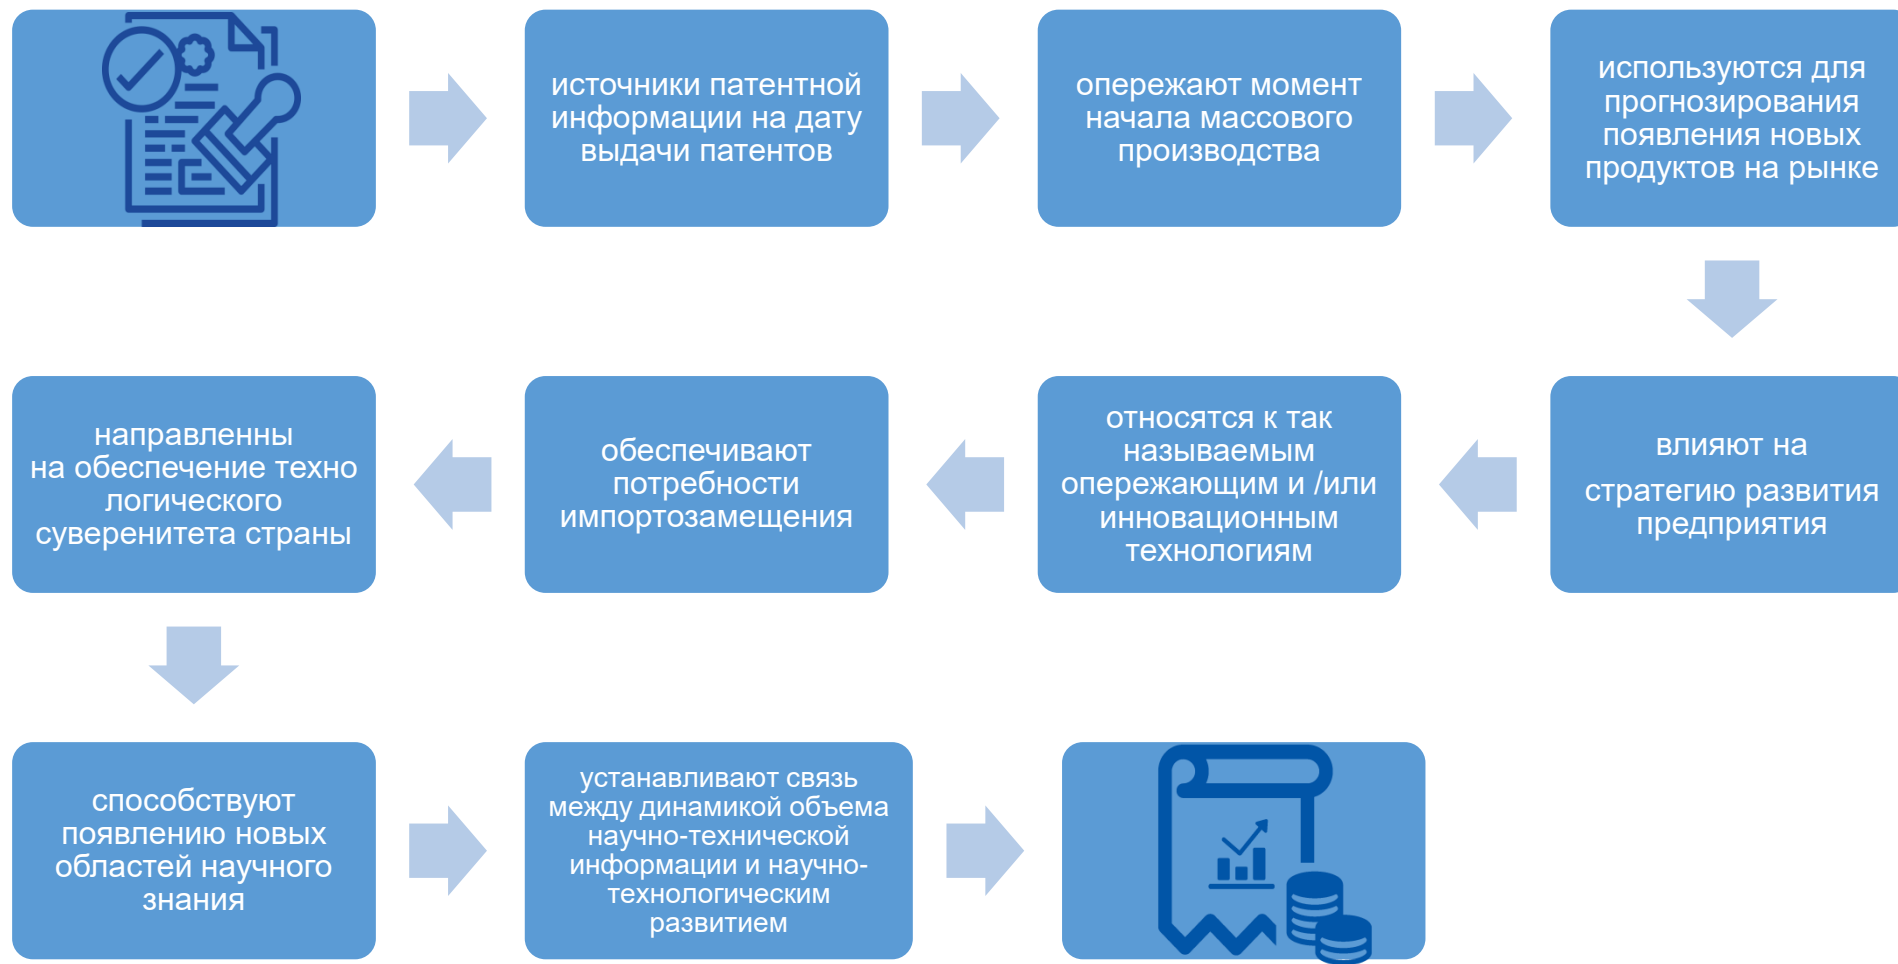 источники патентной
информации на дату
выдачи патентов
опережают момент
начала массового
производства
используются для
прогнозирования
появления новых
продуктов на рынке
влияют на
стратегию развития
предприятия
относятся к так
называемым
опережающим и /или
инновационным
технологиям
обеспечивают
потребности
импортозамещения
направленны
на обеспечение техно
логического
суверенитета страны
способствуют
появлению новых
областей научного
знания
устанавливают связь
между динамикой объема
научно-технической
информации и научно-
технологическим
развитием